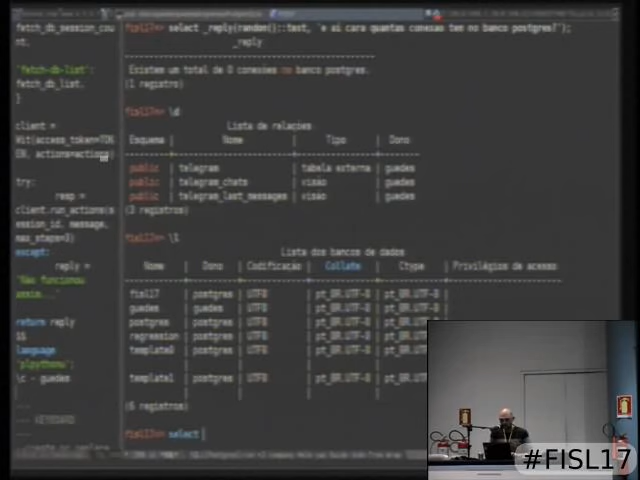 fetch_db_session_cou
nt,
'fetch-db-list':
fetch_db_list,
}
client =
Wit(access_token=TOK
EN, actions=actions)
try:
resp =
client.run_actions(s
ession_id, message,
max_steps=3)
except:
reply =
"Nao funcionou
assim..."
return reply
$$
language
'plpythonu';
\c - guedes
--- KEYBOARD
fisl17=> select _reply(random()::text, 'e ai cara quantas conexao tem no banco postgres?');
_reply
Existem um total de 0 conexões no banco postgres.
(1 registro)
fisl17=> \d
Lista de relações
Esquema | Nome | Tipo | Dono
public | telegram | tabela externa | guedes
public | telegram_chats | visão | guedes
public | telegram_last_messages | visão | guedes
(3 registros)
fisl17=> \l
Lista dos bancos de dados
Nome | Dono | Codificação | Collate | Ctype | Privilégios de acesso
fisl17 | postgres | UTF8 | pt_BR.UTF-8 | pt_BR.UTF-8 |
guedes | guedes | UTF8 | pt_BR.UTF-8 | pt_BR.UTF-8 |
postgres | postgres | UTF8 | pt_BR.UTF-8 | pt_BR.UTF-8
regression | postgres | UTF8 | pt_BR.UTF-8 | pt_BR.UTF-8
template0 | postgres | UTF8 | pt_BR.UTF-8 | pt_BR.UTF-8
template1 | postgres | UTF8 | pt_BR.UTF-8 | pt_BR.UTF-8
(6 registros)
fisl17=> select
#FISL17